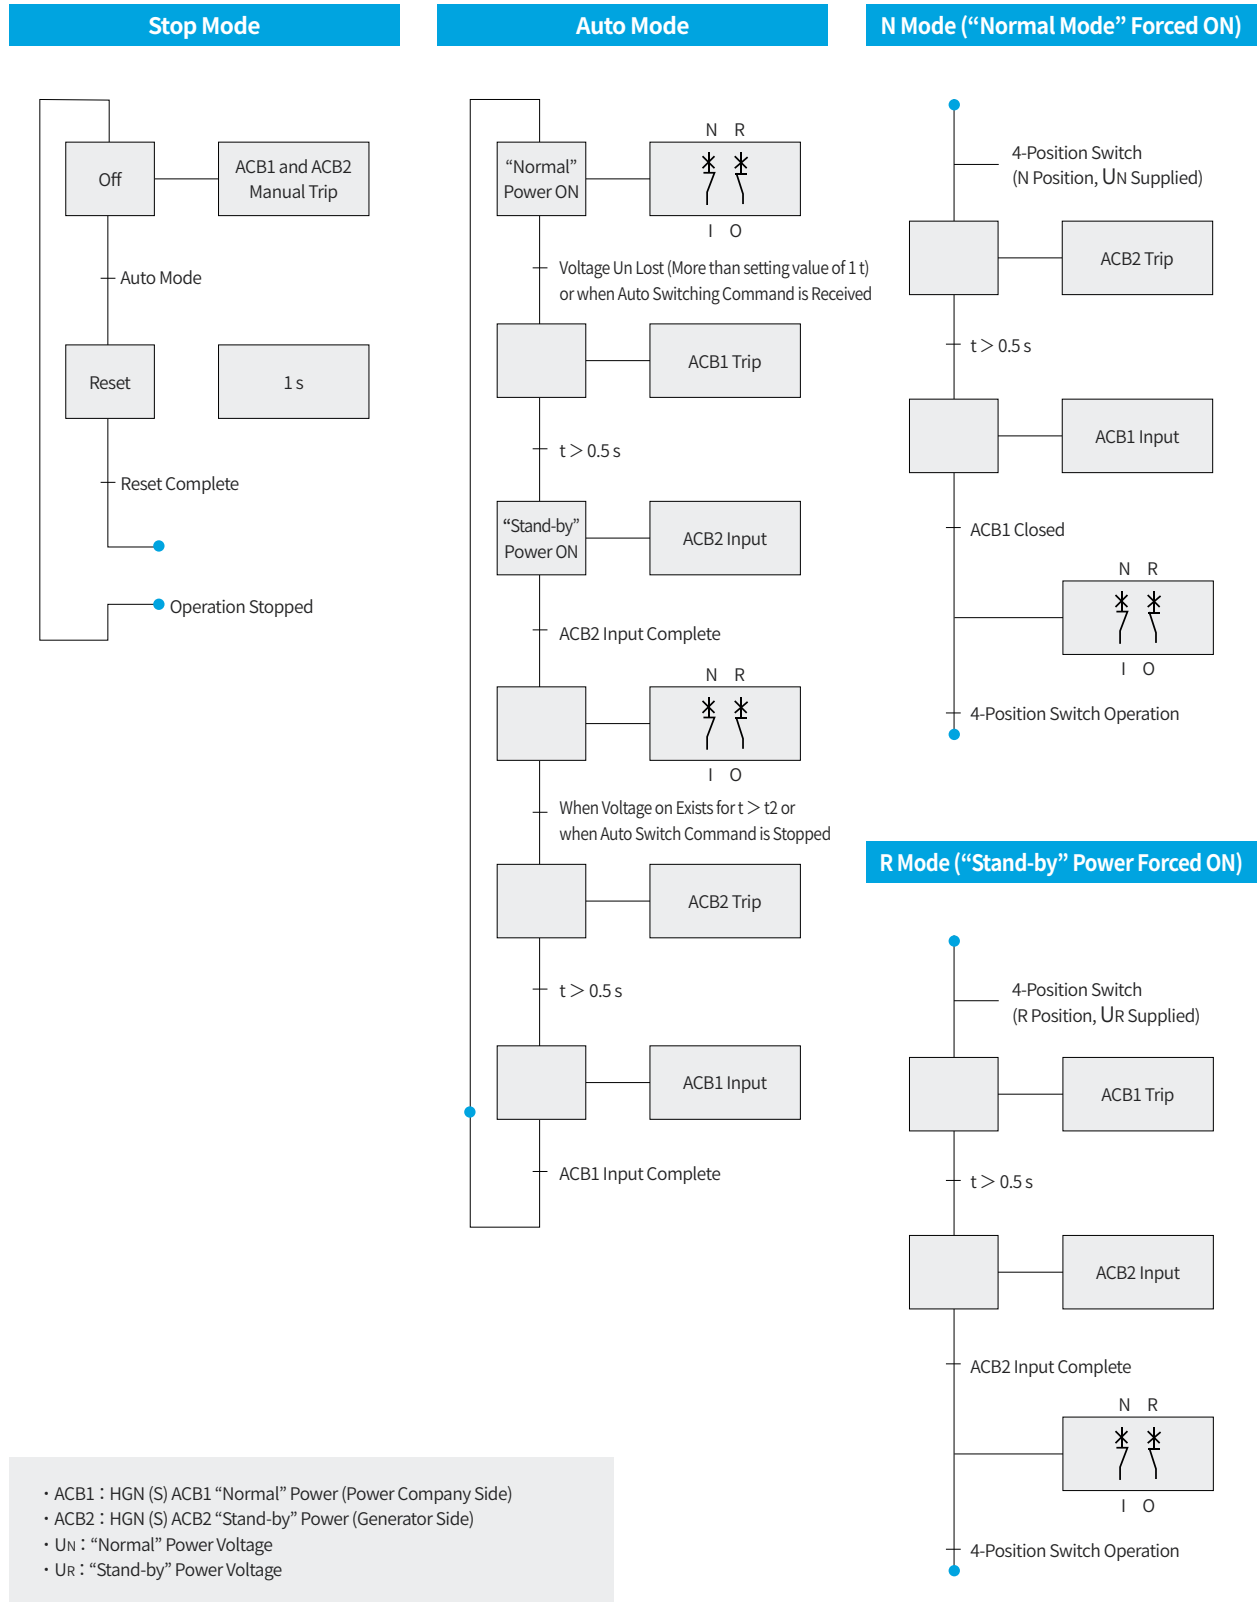 Stop Mode
Off
ACB1 and ACB2
Manual Trip
Auto Mode
Reset
1 s
Reset Complete
Operation Stopped
Auto Mode
“Normal”
Power ON
N R
I O
Voltage Un Lost (More than setting value of 1 t)
or when Auto Switching Command is Received
ACB1 Trip
t > 0.5 s
“Stand-by”
Power ON
ACB2 Input
ACB2 Input Complete
N R
I O
When Voltage on Exists for t > t2 or
when Auto Switch Command is Stopped
ACB2 Trip
t > 0.5 s
ACB1 Input
ACB1 Input Complete
N Mode (“Normal Mode” Forced ON)
4-Position Switch
(N Position, UN Supplied)
ACB2 Trip
t > 0.5 s
ACB1 Input
ACB1 Closed
N R
I O
4-Position Switch Operation
R Mode (“Stand-by” Power Forced ON)
4-Position Switch
(R Position, UR Supplied)
ACB1 Trip
t > 0.5 s
ACB2 Input
ACB2 Input Complete
N R
I O
4-Position Switch Operation
· ACB1 : HGN (S) ACB1 “Normal” Power (Power Company Side)
· ACB2 : HGN (S) ACB2 “Stand-by” Power (Generator Side)
· UN : “Normal” Power Voltage
· UR : “Stand-by” Power Voltage